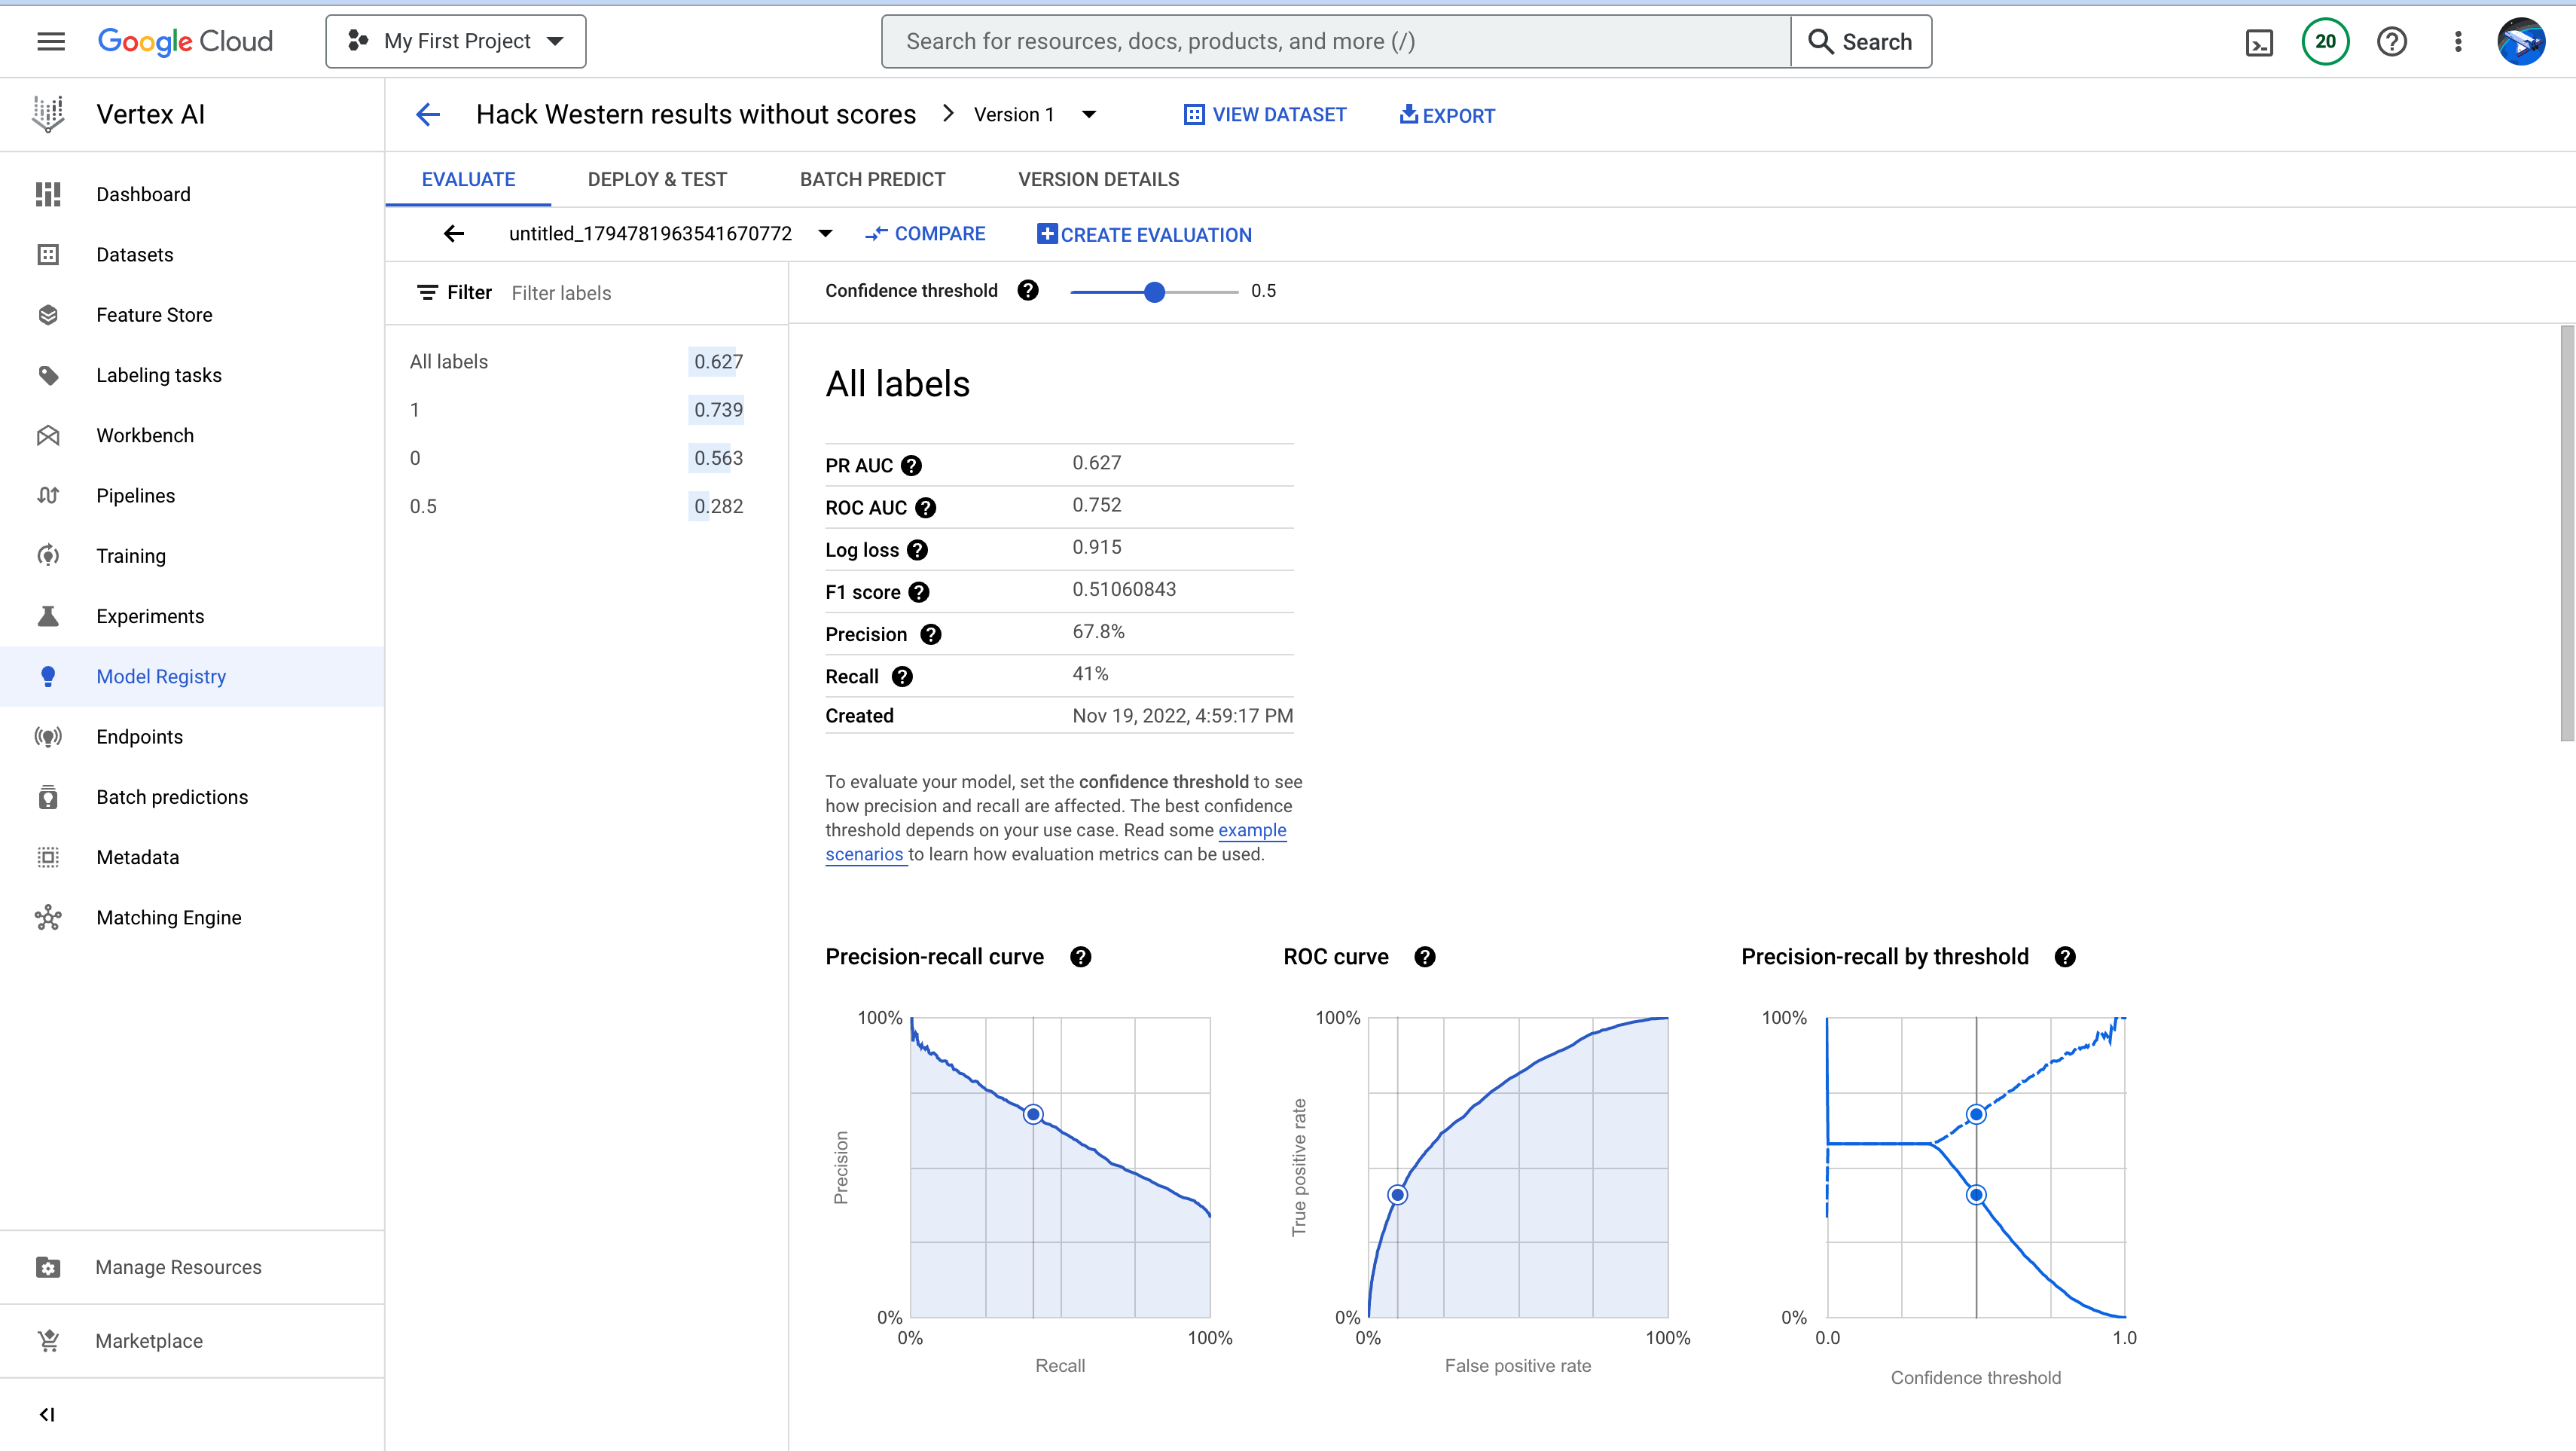 Google Cloud
My First Project
Search for resources, docs, products, and more (/)
Search
20
Vertex AI
Hack Western results without scores
Version 1
VIEW DATASET
EXPORT
Dashboard
Datasets
Feature Store
Labeling tasks
Workbench
Pipelines
Training
Experiments
Model Registry
Endpoints
Batch predictions
Metadata
Matching Engine
Manage Resources
Marketplace
EVALUATE
DEPLOY & TEST
BATCH PREDICT
VERSION DETAILS
untitled_1794781963541670772
COMPARE
CREATE EVALUATION
Filter Filter labels
All labels 0.627
1 0.739
0 0.563
0.5 0.282
Confidence threshold ? 0.5
All labels
PR AUC ? 0.627
ROC AUC ? 0.752
Log loss ? 0.915
F1 score ? 0.51060843
Precision ? 67.8%
Recall ? 41%
Created Nov 19, 2022, 4:59:17 PM
To evaluate your model, set the confidence threshold to see
how precision and recall are affected. The best confidence
threshold depends on your use case. Read some example
scenarios to learn how evaluation metrics can be used.
Precision-recall curve ?
100%
Precision
0%
0% 100%
Recall
ROC curve ?
100%
True positive rate
0%
0% 100%
False positive rate
Precision-recall by threshold ?
100%
0%
0.0 1.0
Confidence threshold